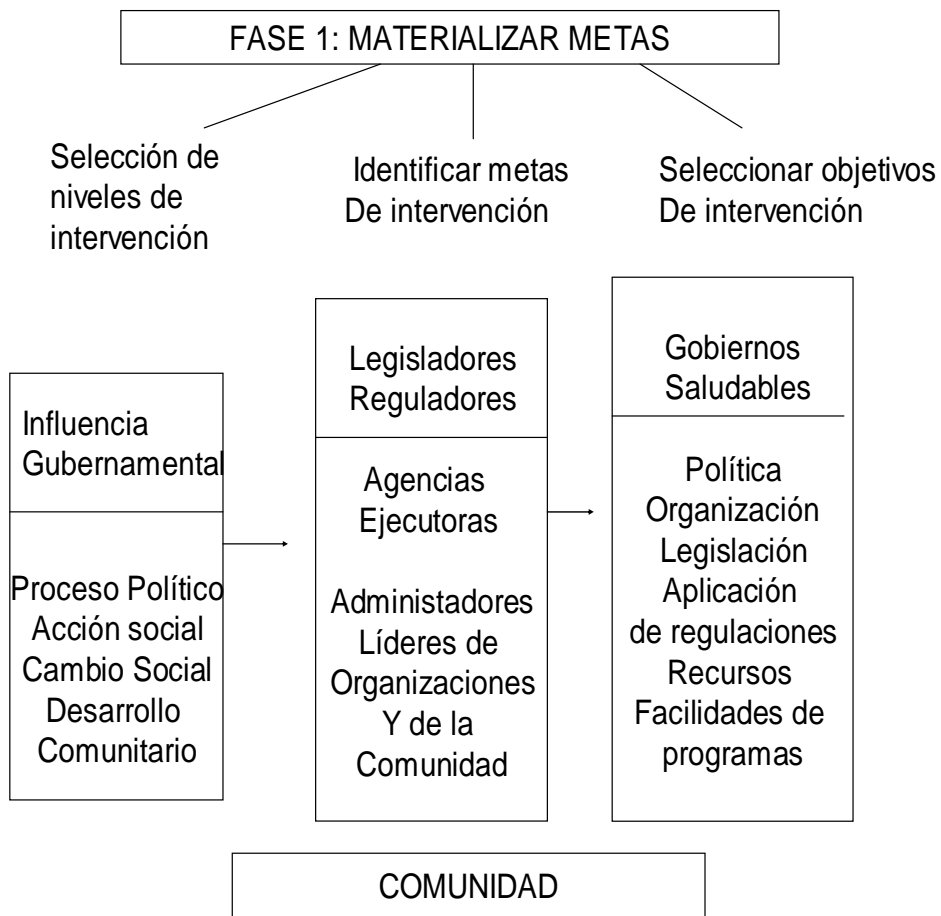 FASE 1: MATERIALIZAR METAS
Selección de
niveles de
intervención
Identificar metas
De intervención
Seleccionar objetivos
De intervención
Influencia
Gubernamental
Proceso Político
Acción social
Cambio Social
Desarrollo
Comunitario
Legisladores
Reguladores
Agencias
Ejecutoras
Administadores
Líderes de
Organizaciones
Y de la
Comunidad
Gobiernos
Saludables
Política
Organización
Legislación
Aplicación
de regulaciones
Recursos
Facilidades de
programas
COMUNIDAD